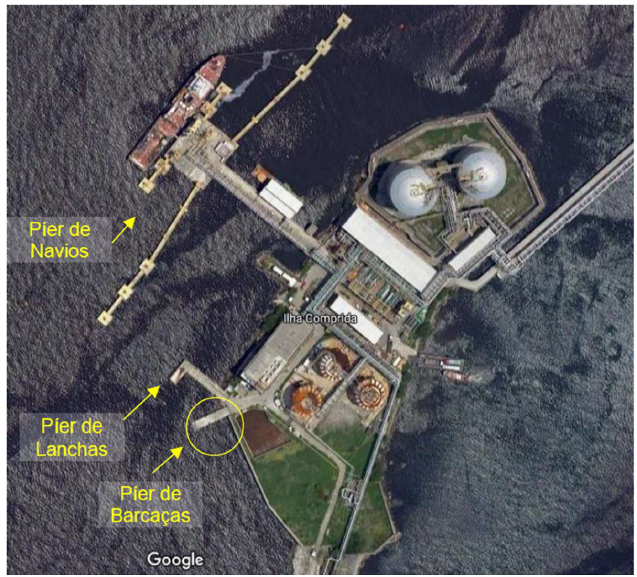 Píer de
Navios
Ilha Comprida
Píer de
Lanchas
Píer de
Barcaças
Google